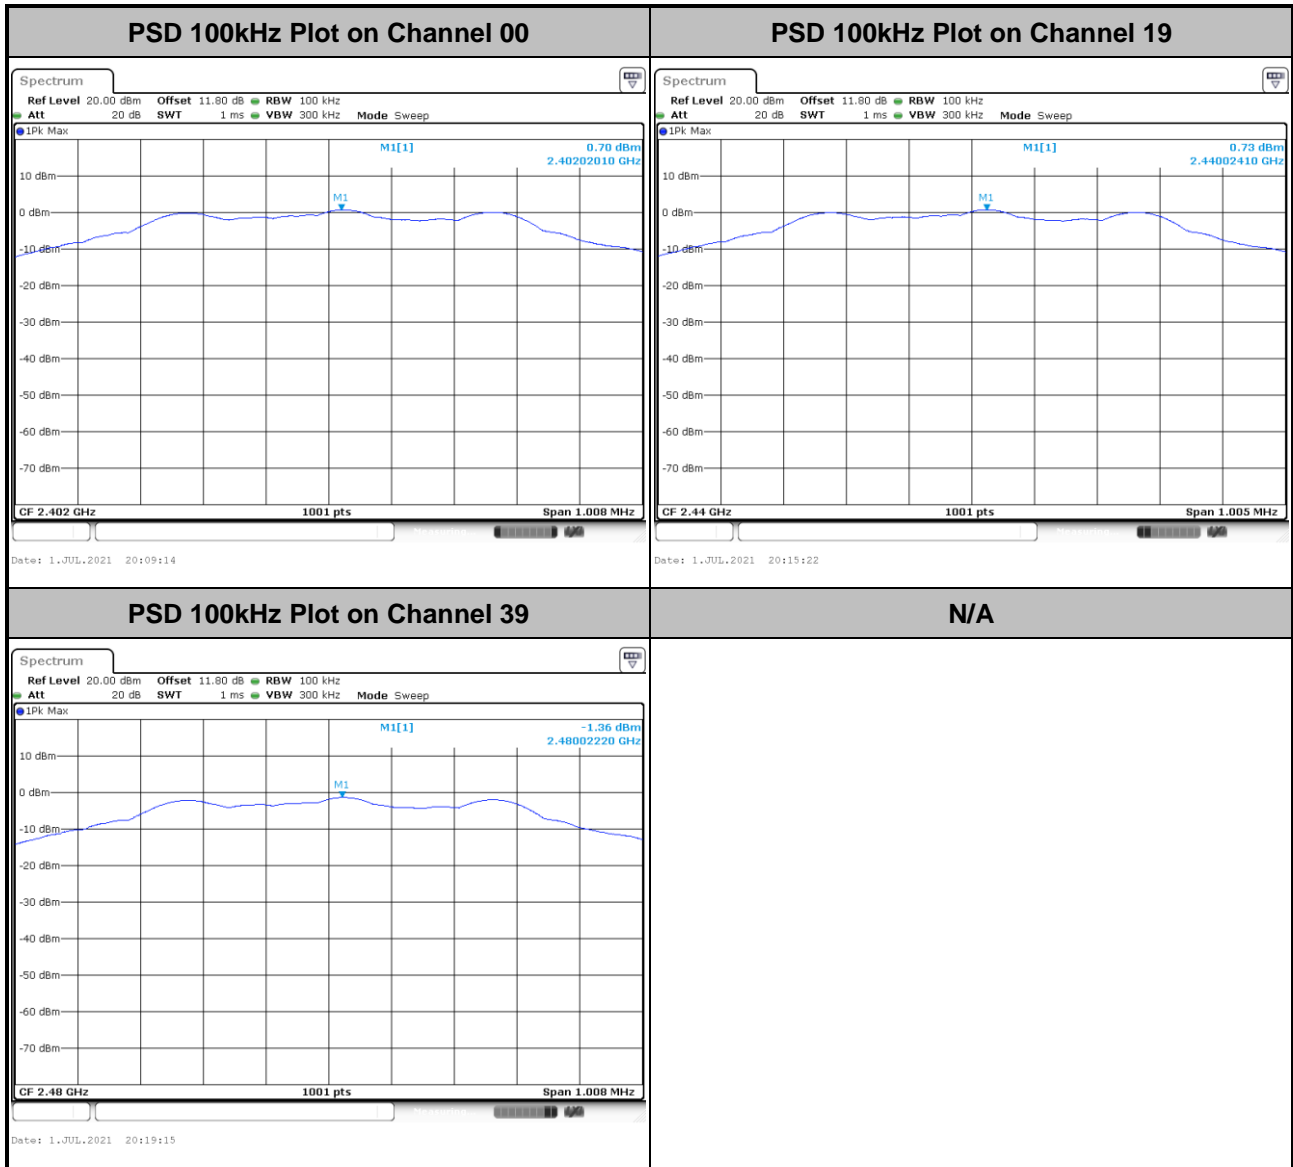 PSD 100kHz Plot on Channel 00
Spectrum
Ref Level 20.00 dBm Offset 11.80 dB RBW 100 kHz
Att 20 dB SWT 1 ms VBW 300 kHz Mode Sweep
1Pk Max
M1[1] 0.70 dBm
2.40202010 GHz
10 dBm
M1
0 dBm
-10 dBm
-20 dBm
-30 dBm
-40 dBm
-50 dBm
-60 dBm
-70 dBm
CF 2.402 GHz 1001 pts Span 1.008 MHz
Measuring...
Date: 1.JUL.2021 20:09:14
PSD 100kHz Plot on Channel 19
Spectrum
Ref Level 20.00 dBm Offset 11.80 dB RBW 100 kHz
Att 20 dB SWT 1 ms VBW 300 kHz Mode Sweep
1Pk Max
M1[1] 0.73 dBm
2.44002410 GHz
10 dBm
M1
0 dBm
-10 dBm
-20 dBm
-30 dBm
-40 dBm
-50 dBm
-60 dBm
-70 dBm
CF 2.44 GHz 1001 pts Span 1.005 MHz
Measuring...
Date: 1.JUL.2021 20:15:22
PSD 100kHz Plot on Channel 39
Spectrum
Ref Level 20.00 dBm Offset 11.80 dB RBW 100 kHz
Att 20 dB SWT 1 ms VBW 300 kHz Mode Sweep
1Pk Max
M1[1] -1.36 dBm
2.48002220 GHz
10 dBm
M1
0 dBm
-10 dBm
-20 dBm
-30 dBm
-40 dBm
-50 dBm
-60 dBm
-70 dBm
CF 2.48 GHz 1001 pts Span 1.008 MHz
Measuring...
Date: 1.JUL.2021 20:19:15
N/A